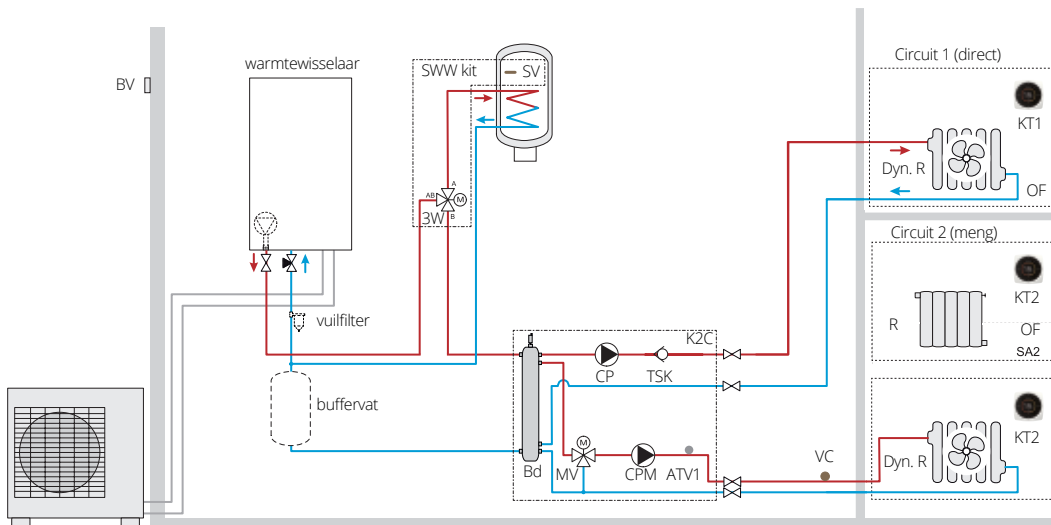 Circuit 1 (direct)
warmtewisselaar
SWW kit
SV
BV
KT1
Dyn. R
OF
A
AB
M
B
3W
Circuit 2 (meng)
KT2
R
OF
SA2
vuilfilter
K2C
CP
TSK
buffervat
KT2
M
Bd
MV
CPM
ATV1
VC
Dyn. R